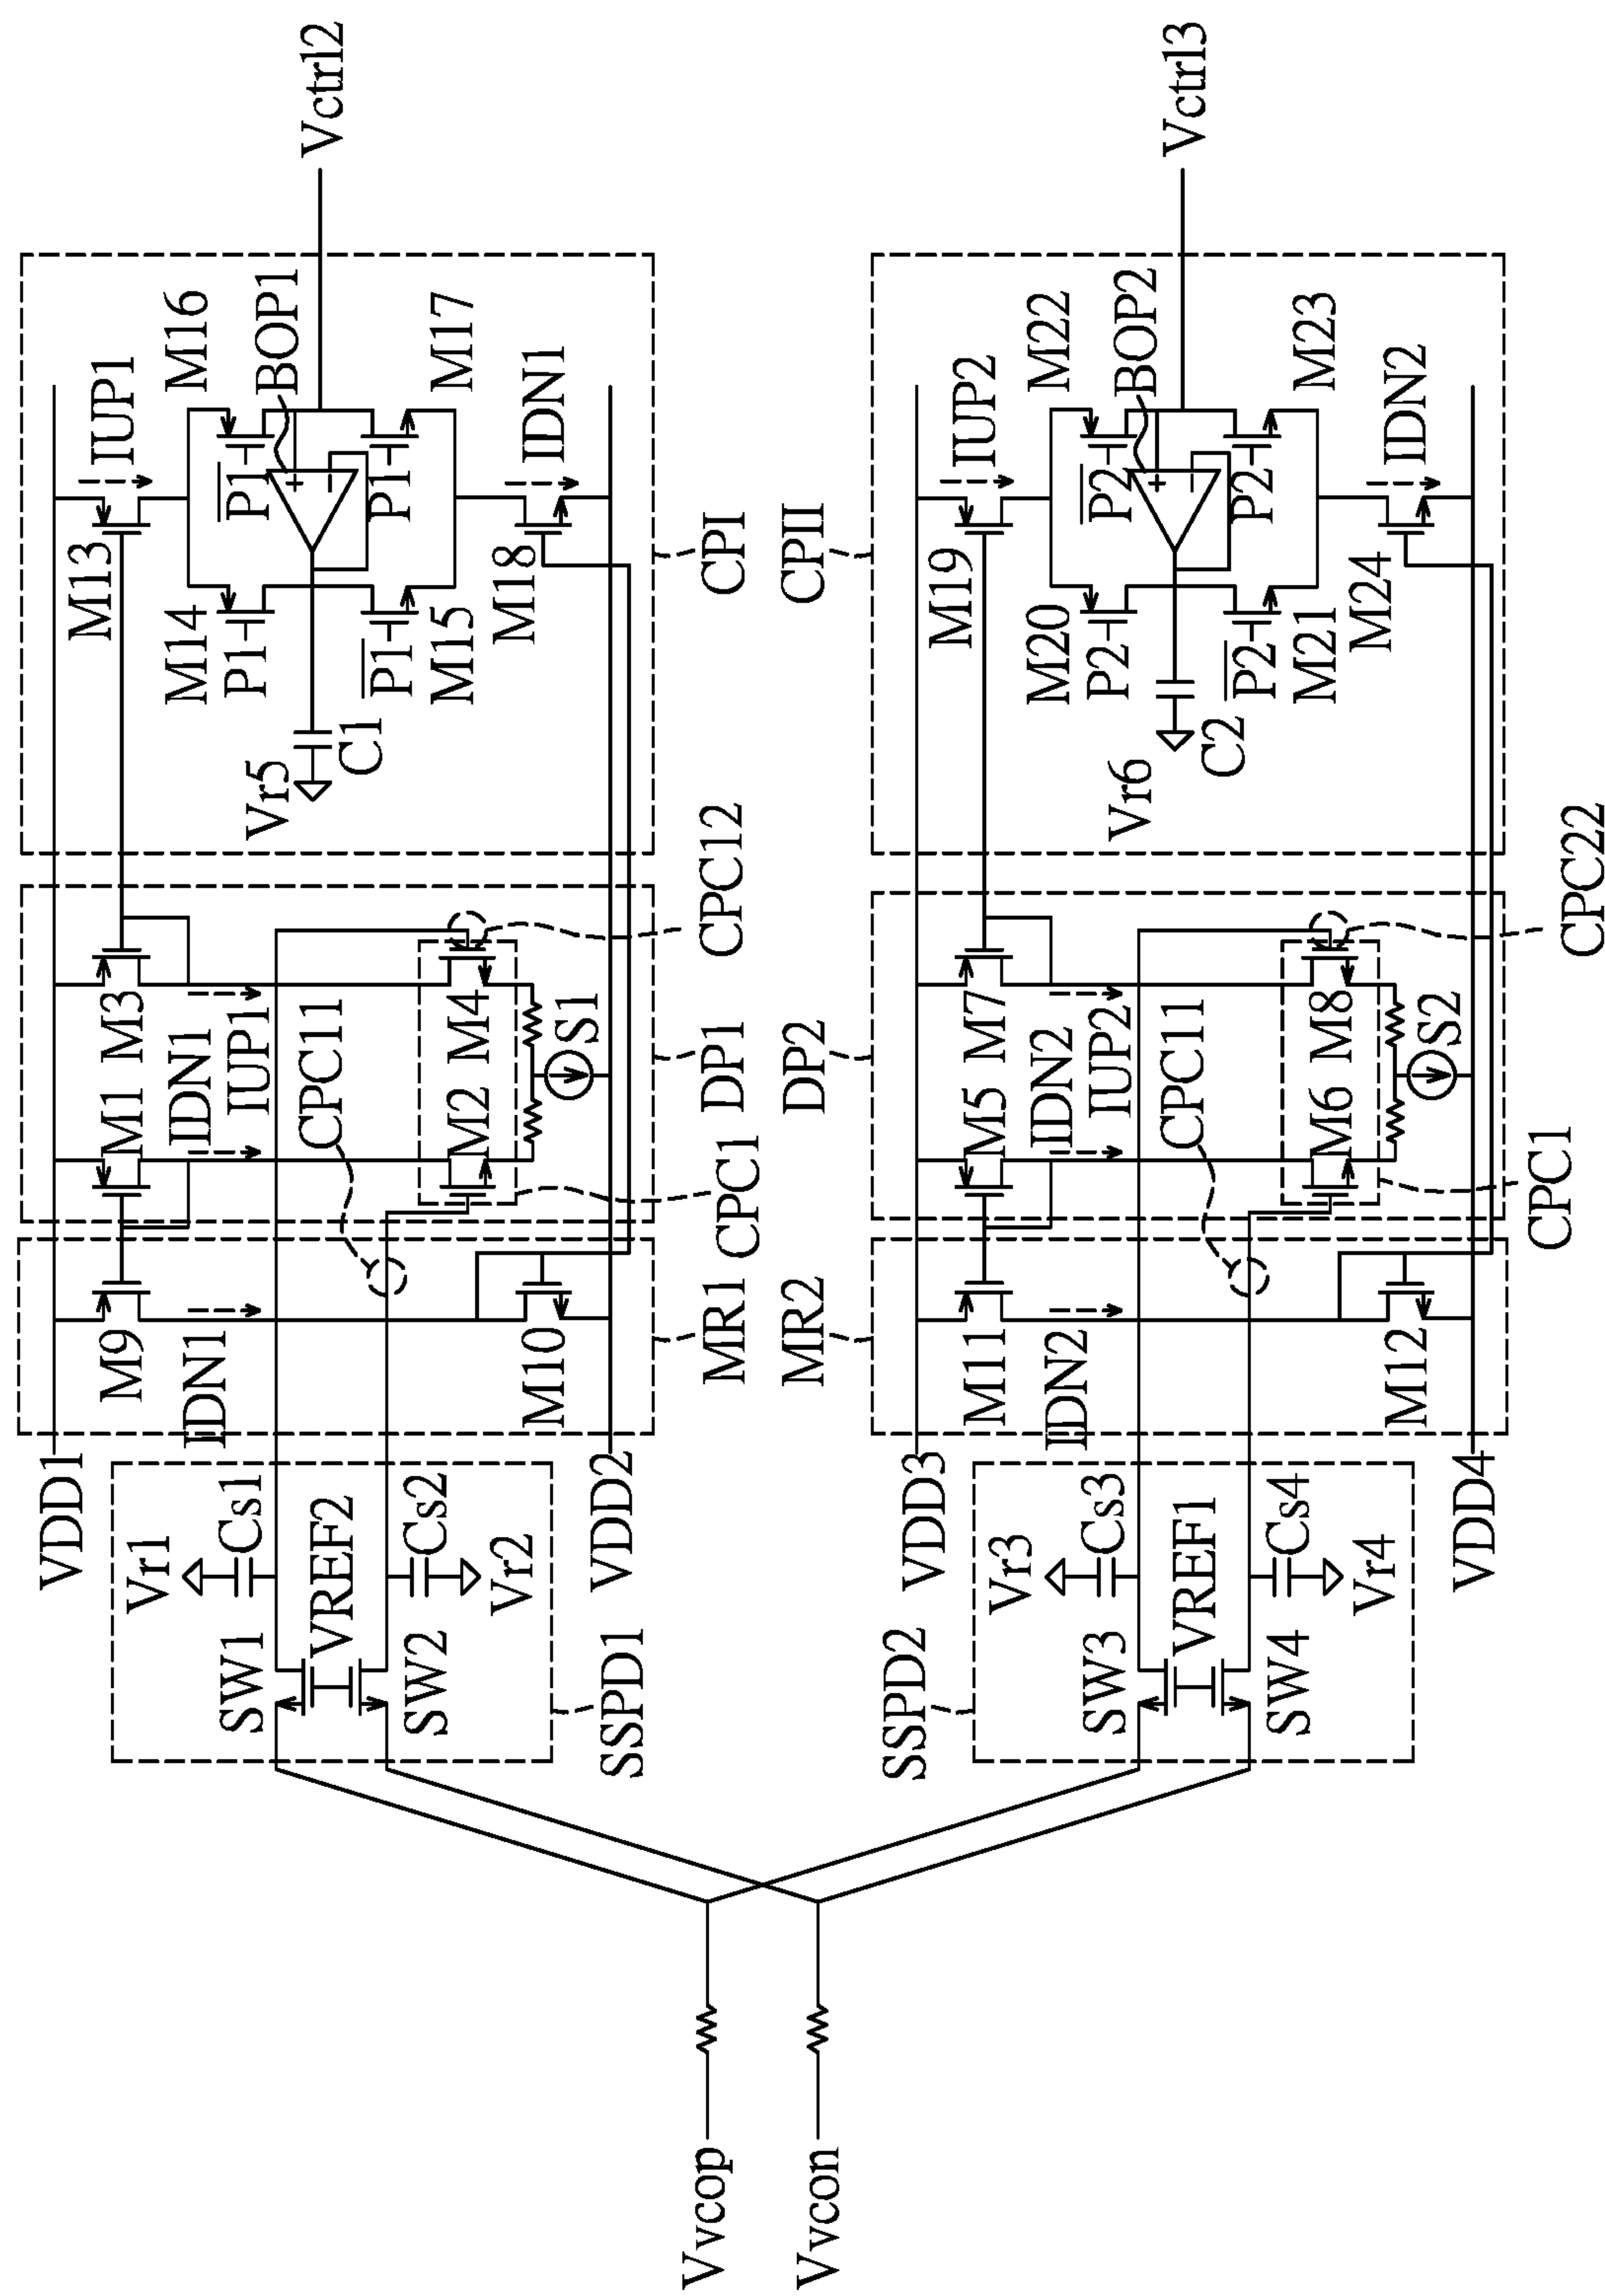 Vvcop
Vvcon
SSPD1
SW1
Vr1
Cs1
VREF2
SW2
Cs2
Vr2
VDD1
VDD2
MR1
M9
IDN1
M10
CPC1
DP1
M1
M3
IDN1
IUP1
CPC11
M2
M4
S1
CPC12
CPI
M13
IUP1
M14
P1
M16
P1
BOP1
Vr5
C1
P1
M15
P1
M17
M18
IDN1
Vctrl2
SSPD2
SW3
Vr3
Cs3
VREF1
SW4
Cs4
Vr4
VDD3
VDD4
MR2
M11
IDN2
M12
CPC1
DP2
M5
M7
IDN2
IUP2
CPC11
M6
M8
S2
CPC22
CPII
M19
IUP2
M20
P2
M22
P2
BOP2
Vr6
C2
P2
M21
P2
M23
M24
IDN2
Vctrl3